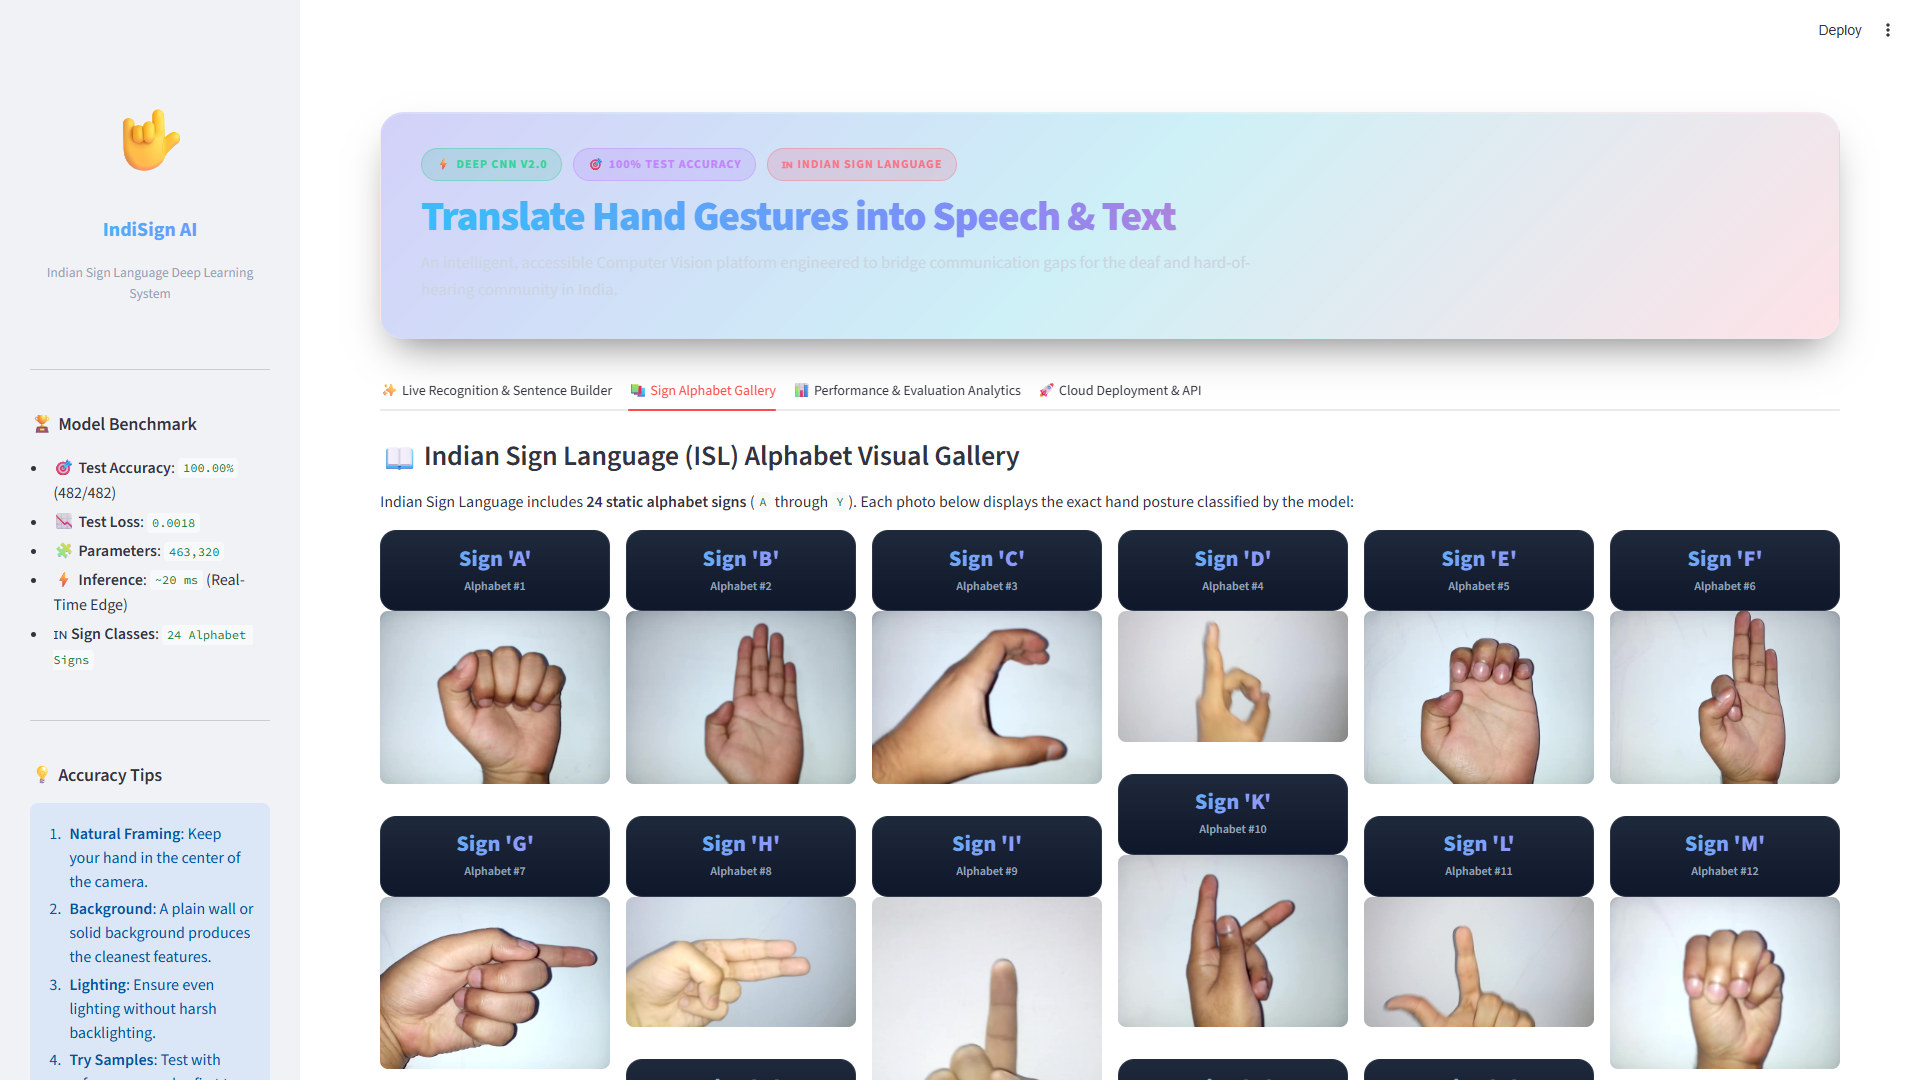 Deploy
IndiSign AI
Indian Sign Language Deep Learning
System
Model Benchmark
Test Accuracy: 100.00%
(482/482)
Test Loss: 0.0018
Parameters: 463,320
Inference: ~20 ms (Real-
Time Edge)
IN Sign Classes: 24 Alphabet
Signs
Accuracy Tips
1. Natural Framing: Keep
your hand in the center of
the camera.
2. Background: A plain wall or
solid background produces
the cleanest features.
3. Lighting: Ensure even
lighting without harsh
backlighting.
4. Try Samples: Test with
DEEP CNN V2.0
100% TEST ACCURACY
IN INDIAN SIGN LANGUAGE
Translate Hand Gestures into Speech & Text
An intelligent, accessible Computer Vision platform engineered to bridge communication gaps for the deaf and hard-of-
hearing community in India.
Live Recognition & Sentence Builder
Sign Alphabet Gallery
Performance & Evaluation Analytics
Cloud Deployment & API
Indian Sign Language (ISL) Alphabet Visual Gallery
Indian Sign Language includes 24 static alphabet signs ( A through Y ). Each photo below displays the exact hand posture classified by the model:
Sign 'A'
Alphabet #1
Sign 'B'
Alphabet #2
Sign 'C'
Alphabet #3
Sign 'D'
Alphabet #4
Sign 'E'
Alphabet #5
Sign 'F'
Alphabet #6
Sign 'G'
Alphabet #7
Sign 'H'
Alphabet #8
Sign 'I'
Alphabet #9
Sign 'K'
Alphabet #10
Sign 'L'
Alphabet #11
Sign 'M'
Alphabet #12